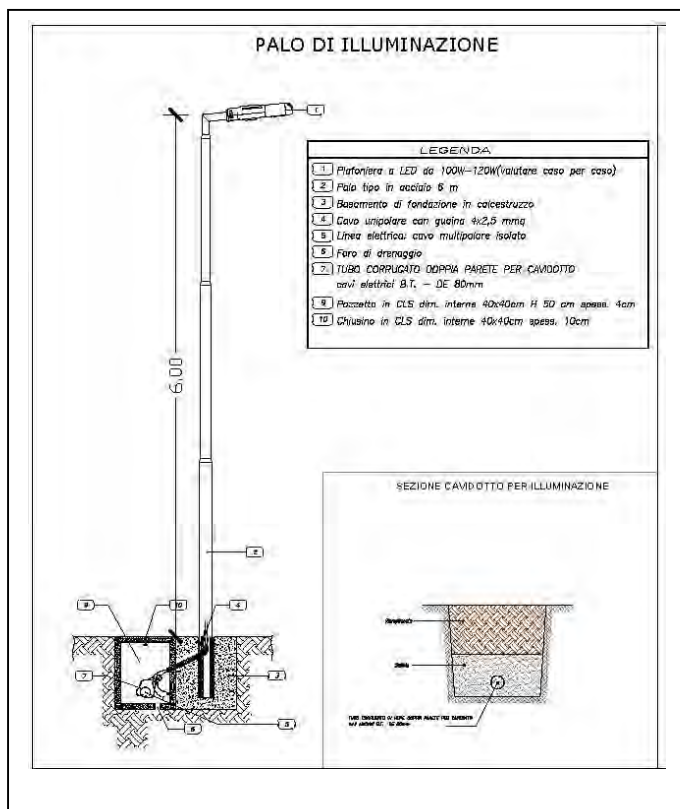 PALO DI ILLUMINAZIONE
1
LEGENDA
1 Plafoniera a LED da 100W-120W(valutare caso per caso)
2 Palo tipo in acciaio 6 m
3 Basamento di fondazione in calcestruzzo
4 Cavo unipolare con guaina 4x2,5 mmq
5 Linea elettrica: cavo multipolare isolato
6 Foro di drenaggio
7 TUBO CORRUGATO DOPPIA PARETE PER CAVIDOTTO
cavi elettrici B.T. - DE 80mm
9 Pozzetto in CLS dim. interne 40x40cm H 50 cm spess. 4cm
10 Chiusino in CLS dim. interne 40x40cm spess. 10cm
6.00
SEZIONE CAVIDOTTO PER ILLUMINAZIONE
2
9
10
4
Riempimento
Sabbia
7
3
6
5